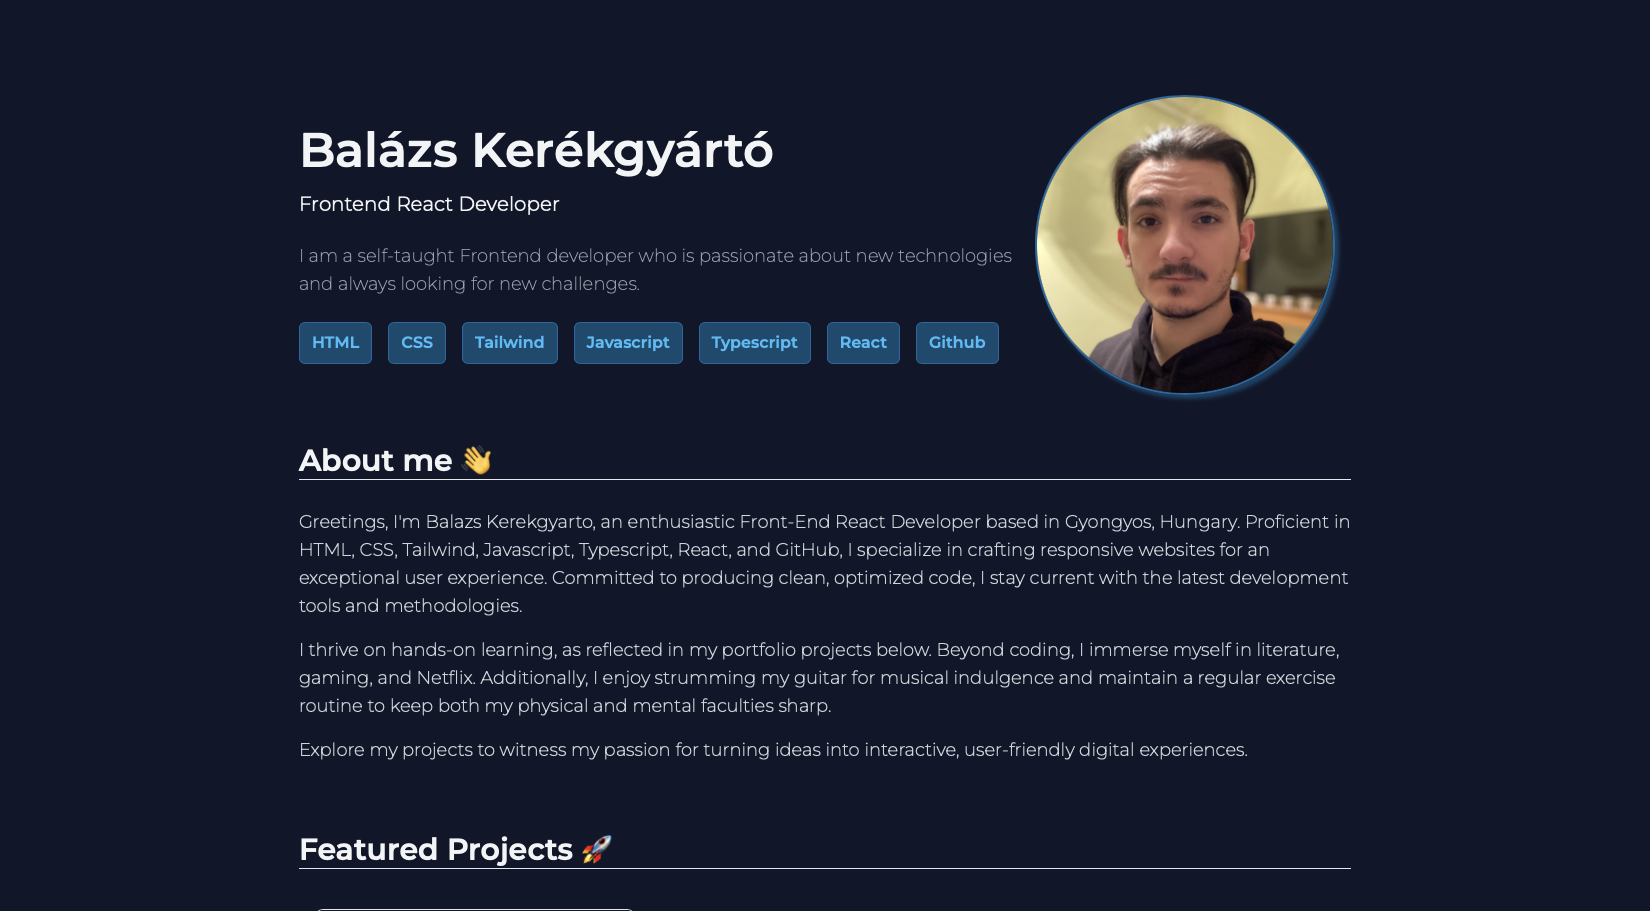 Balázs Kerékgyártó
Frontend React Developer
I am a self-taught Frontend developer who is passionate about new technologies
and always looking for new challenges.
HTML CSS Tailwind Javascript Typescript React Github
About me 👋
Greetings, I'm Balazs Kerekgyarto, an enthusiastic Front-End React Developer based in Gyongyos, Hungary. Proficient in
HTML, CSS, Tailwind, Javascript, Typescript, React, and GitHub, I specialize in crafting responsive websites for an
exceptional user experience. Committed to producing clean, optimized code, I stay current with the latest development
tools and methodologies.
I thrive on hands-on learning, as reflected in my portfolio projects below. Beyond coding, I immerse myself in literature,
gaming, and Netflix. Additionally, I enjoy strumming my guitar for musical indulgence and maintain a regular exercise
routine to keep both my physical and mental faculties sharp.
Explore my projects to witness my passion for turning ideas into interactive, user-friendly digital experiences.
Featured Projects 🚀